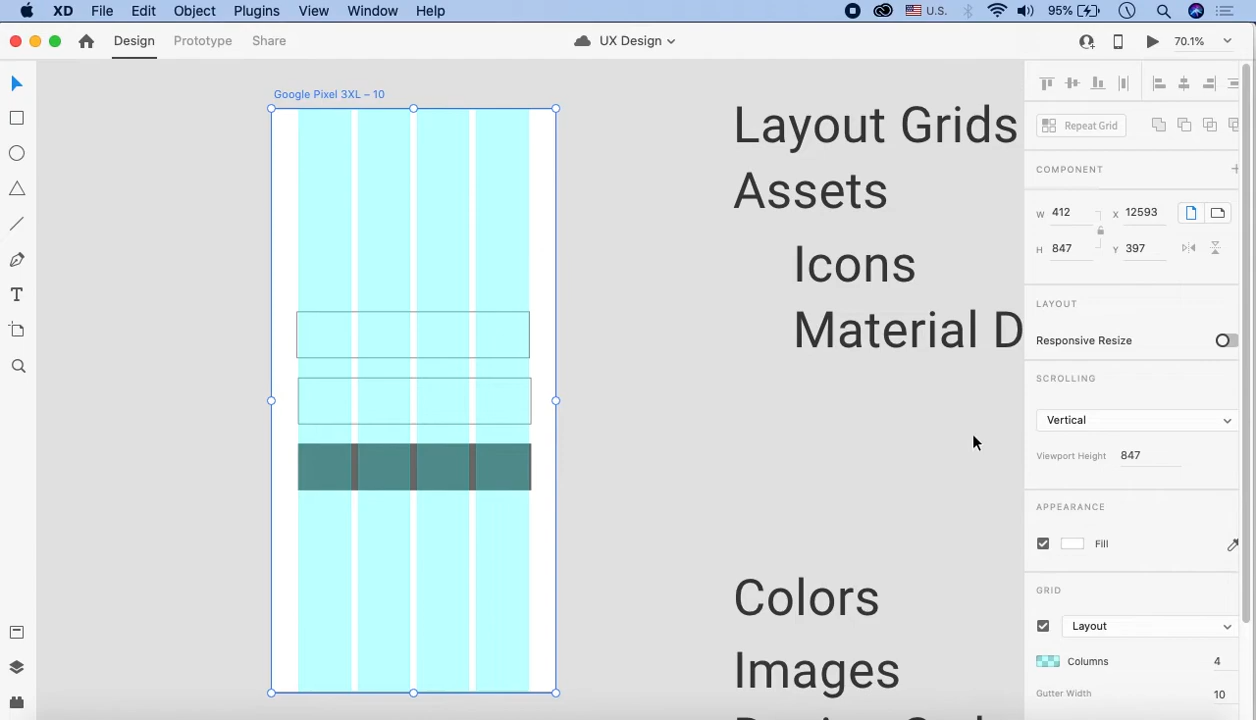 XD File Edit Object Plugins View Window Help U.S. 95%
Design Prototype Share UX Design 70.1%
Google Pixel 3XL – 10
Layout Grids
Assets
Icons
Material D
Colors
Images
Repeat Grid
COMPONENT
W 412 X 12593
H 847 Y 397
LAYOUT
Responsive Resize
SCROLLING
Vertical
Viewport Height 847
APPEARANCE
Fill
GRID
Layout
Columns 4
Gutter Width 10